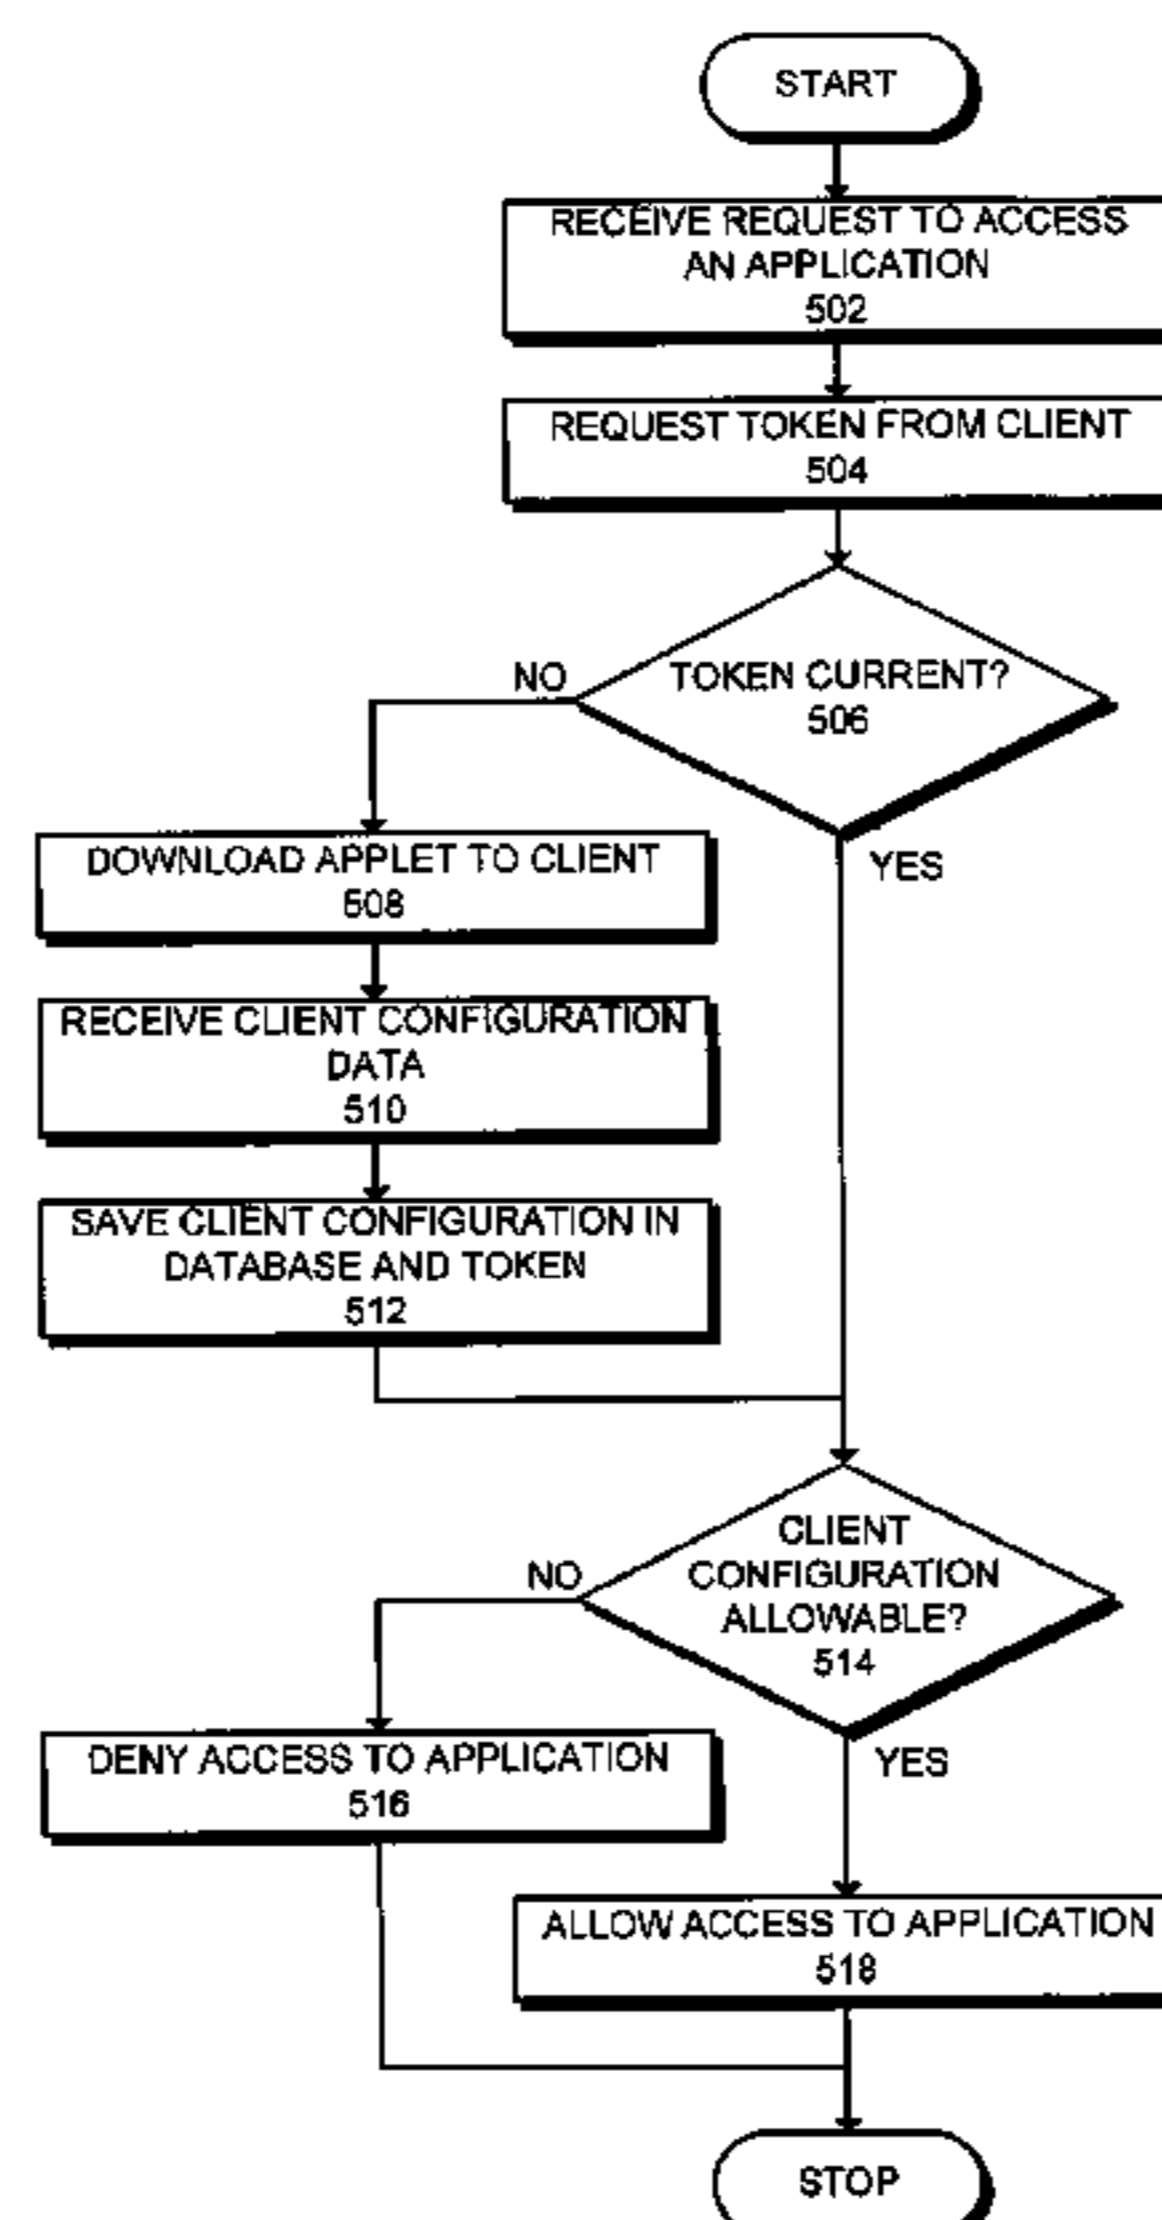 START
RECEIVE REQUEST TO ACCESS
AN APPLICATION
502
REQUEST TOKEN FROM CLIENT
504
TOKEN CURRENT?
506
NO
YES
DOWNLOAD APPLET TO CLIENT
508
RECEIVE CLIENT CONFIGURATION
DATA
510
SAVE CLIENT CONFIGURATION IN
DATABASE AND TOKEN
512
CLIENT
CONFIGURATION
ALLOWABLE?
514
NO
YES
DENY ACCESS TO APPLICATION
516
ALLOW ACCESS TO APPLICATION
518
STOP